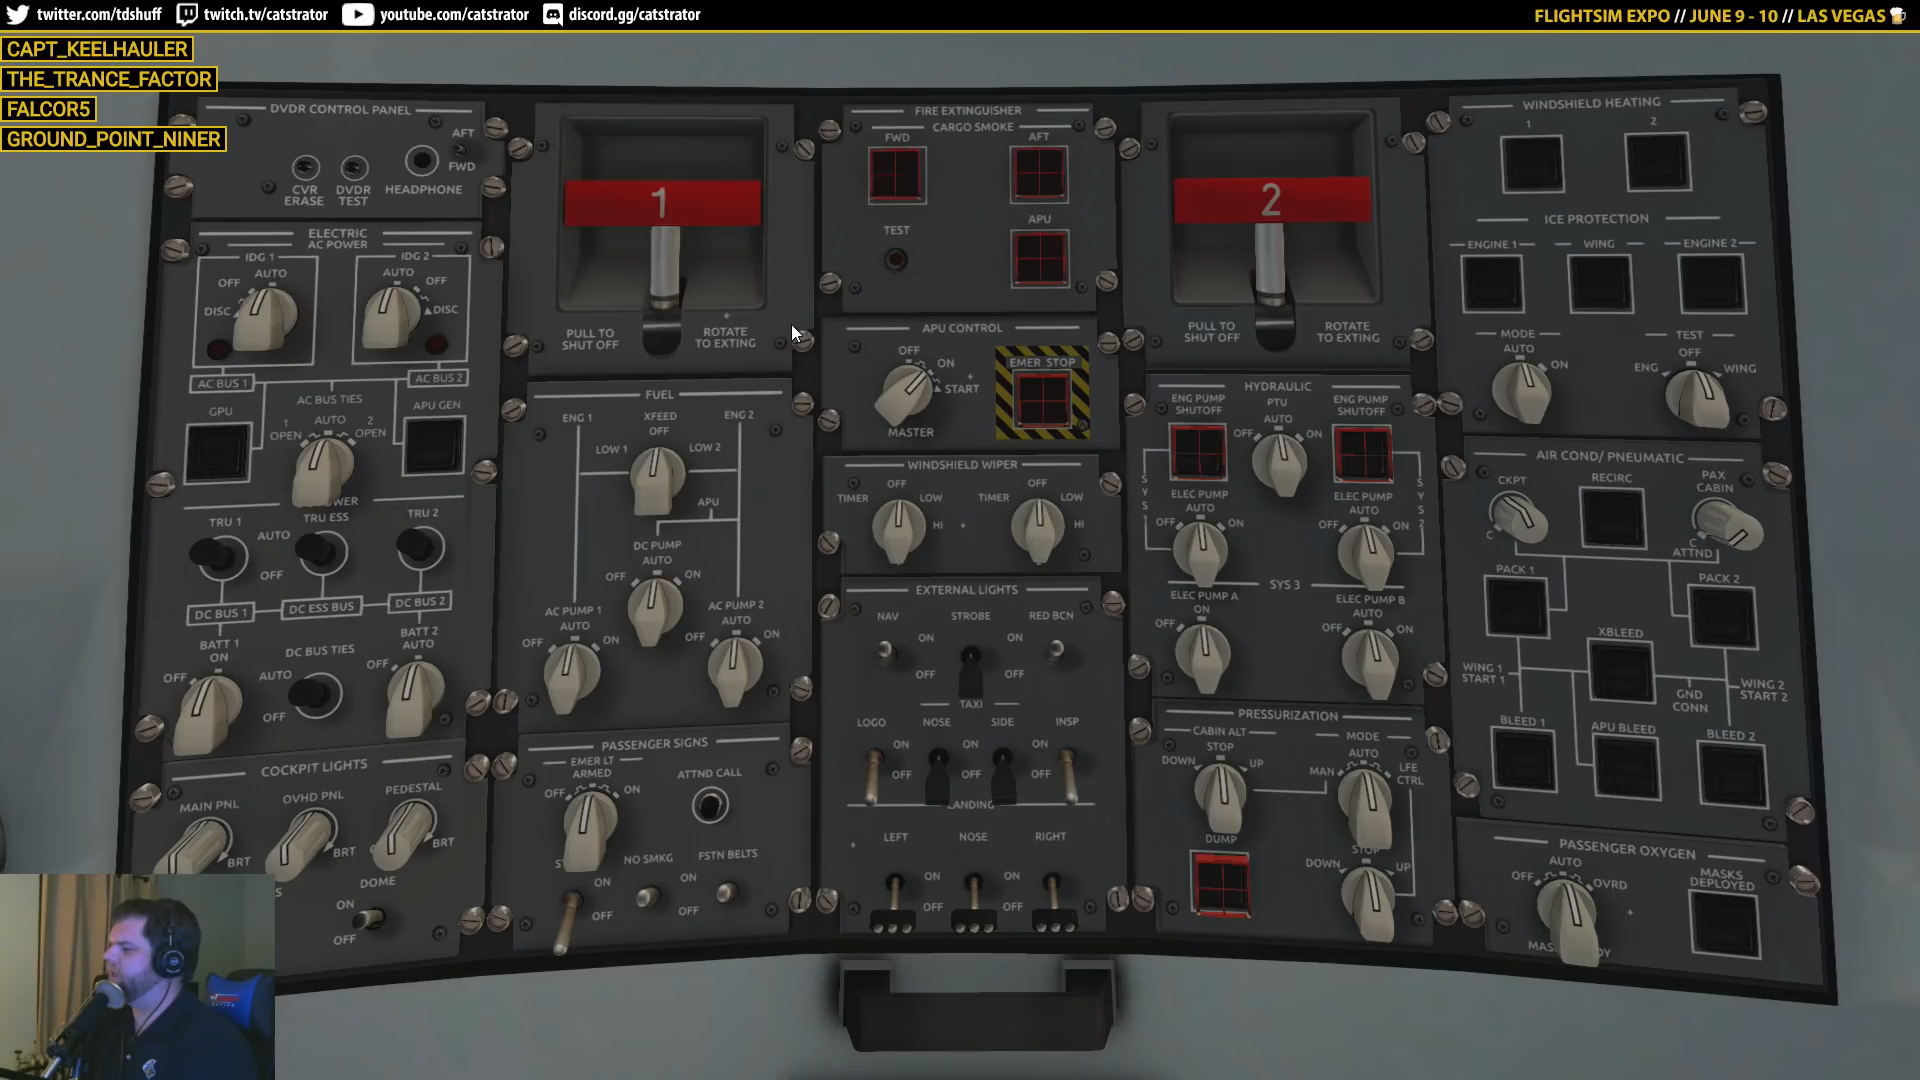 twitter.com/tdshuff twitch.tv/catstrator youtube.com/catstrator discord.gg/catstrator
FLIGHTSIM EXPO // JUNE 9 - 10 // LAS VEGAS
CAPT_KEELHAULER
THE_TRANCE_FACTOR
FALCOR5
GROUND_POINT_NINER
DVDR CONTROL PANEL
AFT
FWD
CVR ERASE
DVDR TEST
HEADPHONE
ELECTRIC
AC POWER
IDG 1
AUTO
OFF
DISC
IDG 2
AUTO
OFF
DISC
AC BUS 1
AC BUS 2
GPU
AC BUS TIES
AUTO
1 OPEN
2 OPEN
APU GEN
TRU 1
TRU ESS
TRU 2
AUTO
OFF
DC BUS 1
DC ESS BUS
DC BUS 2
BATT 1
ON
OFF
DC BUS TIES
AUTO
OFF
BATT 2
AUTO
OFF
COCKPIT LIGHTS
MAIN PNL
OVHD PNL
PEDESTAL
BRT
BRT
BRT
DOME
ON
OFF
1
PULL TO SHUT OFF
ROTATE TO EXTING
FUEL
ENG 1
XFEED
OFF
ENG 2
LOW 1
LOW 2
APU
DC PUMP
AUTO
OFF
ON
AC PUMP 1
AUTO
OFF
ON
AC PUMP 2
AUTO
OFF
ON
PASSENGER SIGNS
EMER LT
ARMED
OFF
ON
ATTND CALL
NO SMKG
FSTN BELTS
ON
OFF
ON
OFF
FIRE EXTINGUISHER
CARGO SMOKE
FWD
AFT
TEST
APU
APU CONTROL
OFF
ON
START
MASTER
EMER STOP
WINDSHIELD WIPER
TIMER
OFF
LOW
HI
TIMER
OFF
LOW
HI
EXTERNAL LIGHTS
NAV
STROBE
RED BCN
ON
ON
OFF
OFF
TAXI
LOGO
NOSE
SIDE
INSP
ON
ON
ON
OFF
OFF
OFF
LANDING
LEFT
NOSE
RIGHT
ON
ON
OFF
OFF
2
PULL TO SHUT OFF
ROTATE TO EXTING
HYDRAULIC
ENG PUMP SHUTOFF
PTU
AUTO
OFF
ON
ENG PUMP SHUTOFF
SYS 1
SYS 2
ELEC PUMP
AUTO
OFF
ON
ELEC PUMP
AUTO
OFF
ON
SYS 3
ELEC PUMP A
ON
OFF
ELEC PUMP B
AUTO
OFF
ON
PRESSURIZATION
CABIN ALT
STOP
DOWN
UP
MODE
AUTO
MAN
LFE CTRL
DUMP
STOP
DOWN
UP
WINDSHIELD HEATING
1
2
ICE PROTECTION
ENGINE 1
WING
ENGINE 2
MODE
AUTO
ON
TEST
OFF
ENG
WING
AIR COND/ PNEUMATIC
CKPT
C
RECIRC
PAX CABIN
C
ATTND
PACK 1
PACK 2
XBLEED
WING 1
START 1
WING 2
START 2
GND CONN
BLEED 1
APU BLEED
BLEED 2
PASSENGER OXYGEN
AUTO
OFF
OVRD
MASKS DEPLOYED